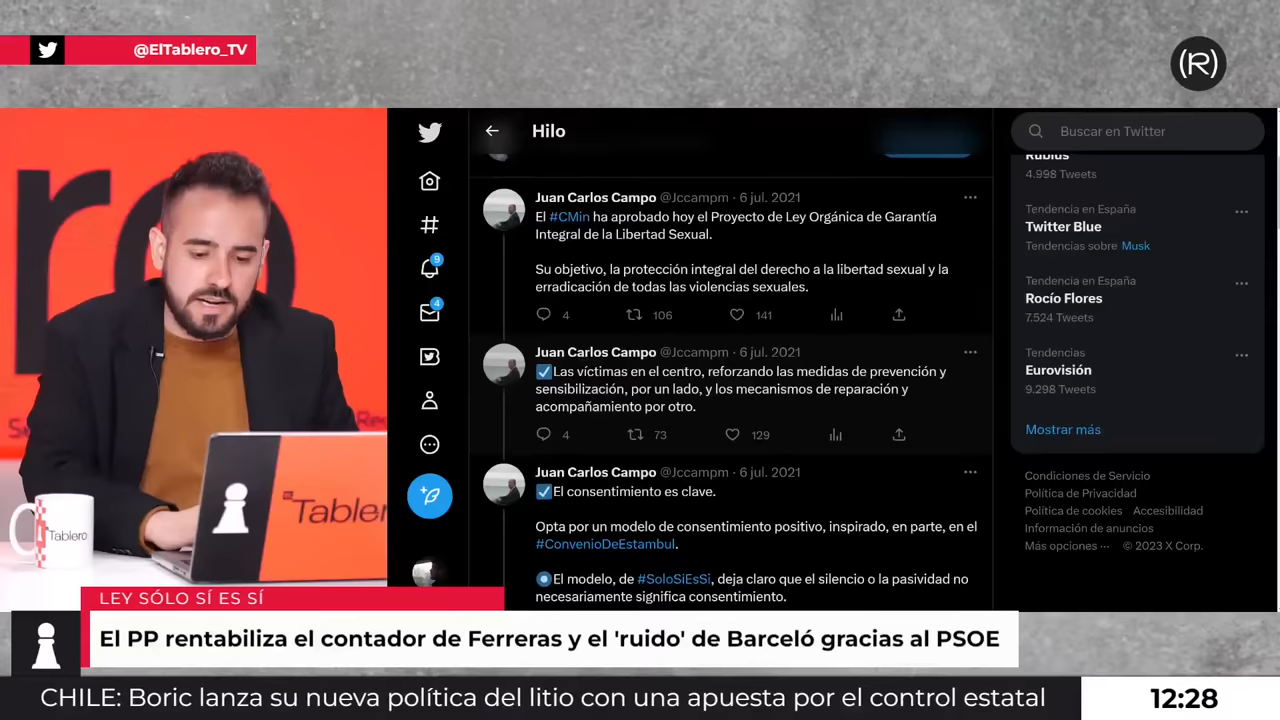 @ElTablero_TV
(R)
Hilo
Buscar en Twitter
Juan Carlos Campo @Jccampm · 6 jul. 2021
El #CMin ha aprobado hoy el Proyecto de Ley Orgánica de Garantía
Integral de la Libertad Sexual.
Su objetivo, la protección integral del derecho a la libertad sexual y la
erradicación de todas las violencias sexuales.
4 106 141
Juan Carlos Campo @Jccampm · 6 jul. 2021
Las víctimas en el centro, reforzando las medidas de prevención y
sensibilización, por un lado, y los mecanismos de reparación y
acompañamiento por otro.
4 73 129
Juan Carlos Campo @Jccampm · 6 jul. 2021
El consentimiento es clave.
Opta por un modelo de consentimiento positivo, inspirado, en parte, en el
#ConvenioDeEstambul.
El modelo, de #SoloSíEsSí, deja claro que el silencio o la pasividad no
necesariamente significa consentimiento.
9
4
Rubius
4.998 Tweets
Tendencia en España
Twitter Blue
Tendencias sobre Musk
Tendencia en España
Rocío Flores
7.524 Tweets
Tendencias
Eurovisión
9.298 Tweets
Mostrar más
Condiciones de Servicio
Política de Privacidad
Política de cookies Accesibilidad
Información de anuncios
Más opciones ··· © 2023 X Corp.
ro
Tablero
Tablero
LEY SÓLO SÍ ES SÍ
El PP rentabiliza el contador de Ferreras y el 'ruido' de Barceló gracias al PSOE
CHILE: Boric lanza su nueva política del litio con una apuesta por el control estatal
12:28